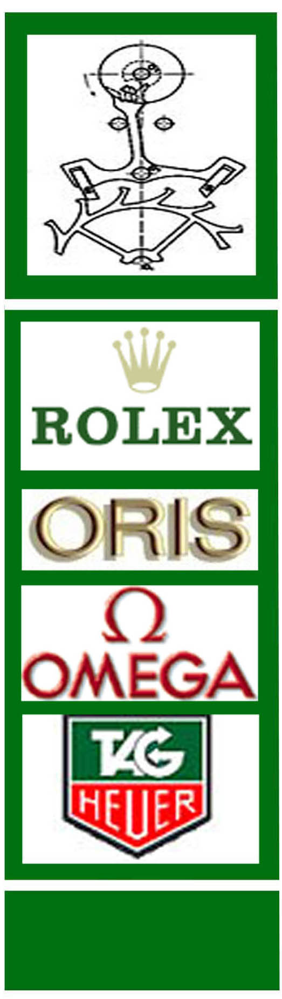 ROLEX
ORIS
Ω
OMEGA
TAG
HEUER